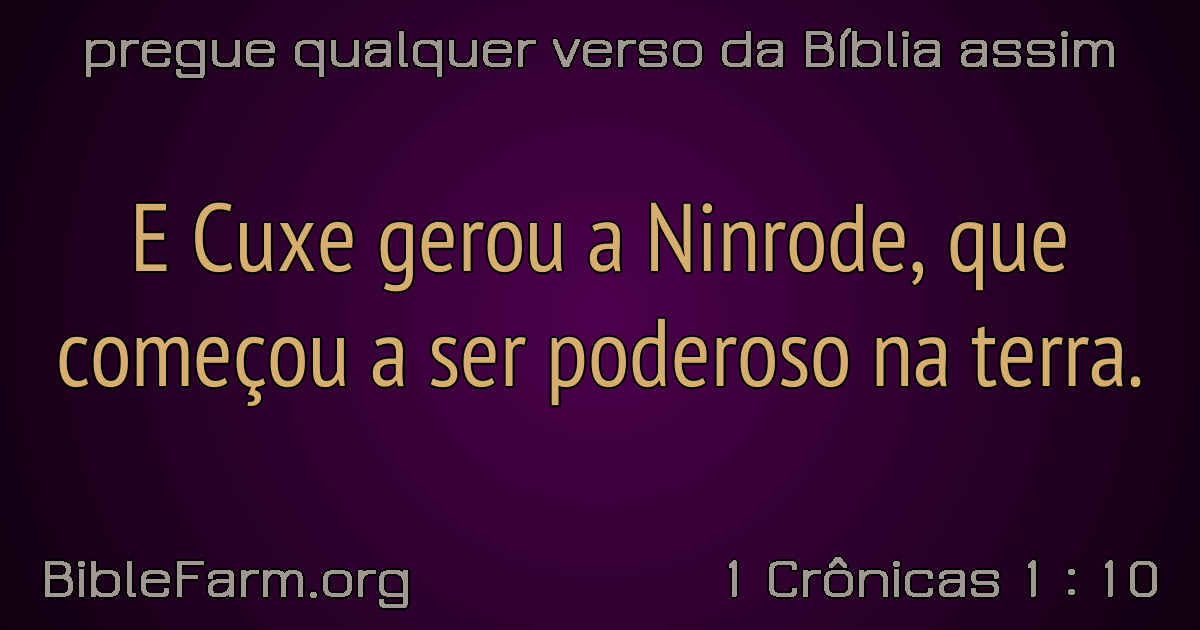 pregue qualquer verso da Bíblia assim
E Cuxe gerou a Ninrode, que
começou a ser poderoso na terra.
BibleFarm.org
1 Crônicas 1 : 10